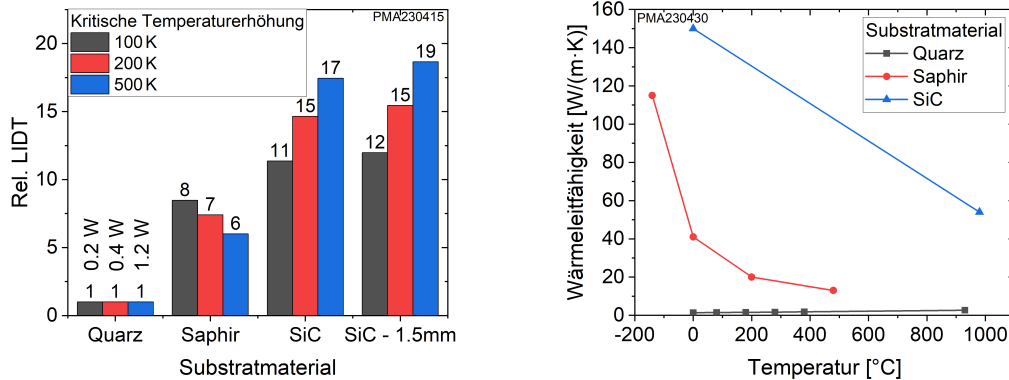 PMA230415
Kritische Temperaturerhöhung
100 K
200 K
500 K
Rel. LIDT
20
15
10
5
0
0.2 W
0.4 W
1.2 W
1
1
1
8
7
6
11
15
17
12
15
19
Quarz
Saphir
SiC
SiC - 1.5mm
Substratmaterial
PMA230430
Substratmaterial
Quarz
Saphir
SiC
Wärmeleitfähigkeit [W/(m·K)]
160
140
120
100
80
60
40
20
0
-200
0
200
400
600
800
1000
Temperatur [°C]